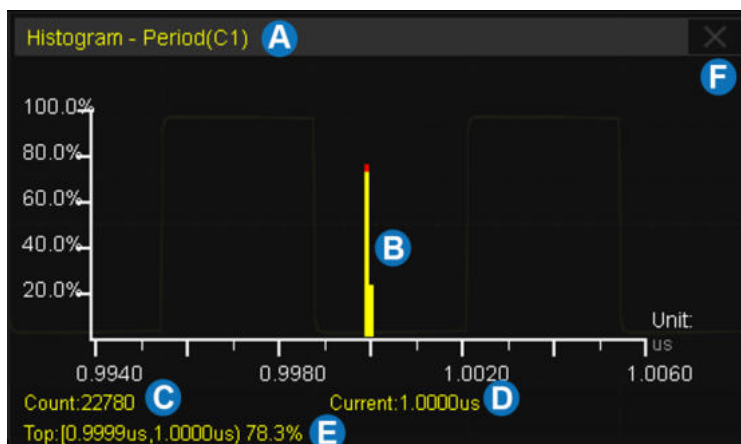 Histogram - Period(C1) A
F
100.0%
80.0%
60.0%
40.0%
20.0%
B
Unit:
us
0.9940 0.9980 1.0020 1.0060
Count:22780 C Current:1.0000us D
Top:[0.9999us,1.0000us) 78.3% E